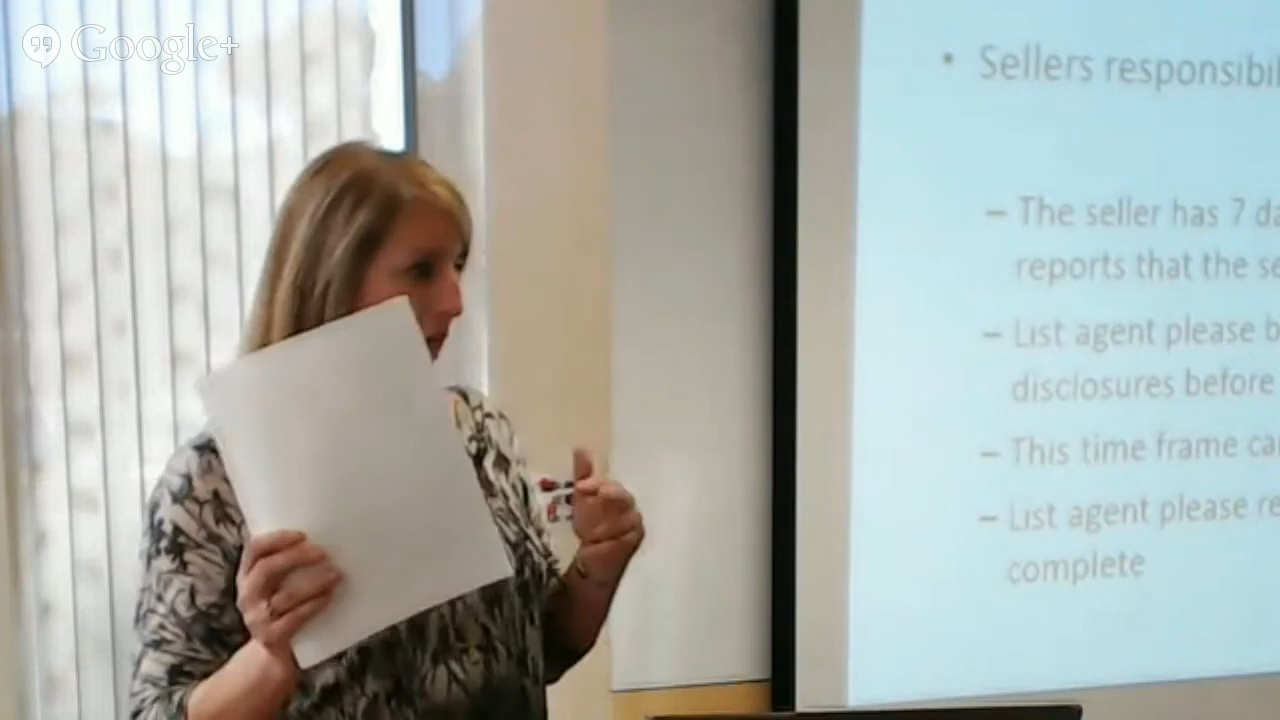 Google+
• Sellers responsibil
– The seller has 7 da
reports that the se
– List agent please b
disclosures before
– This time frame ca
– List agent please re
complete